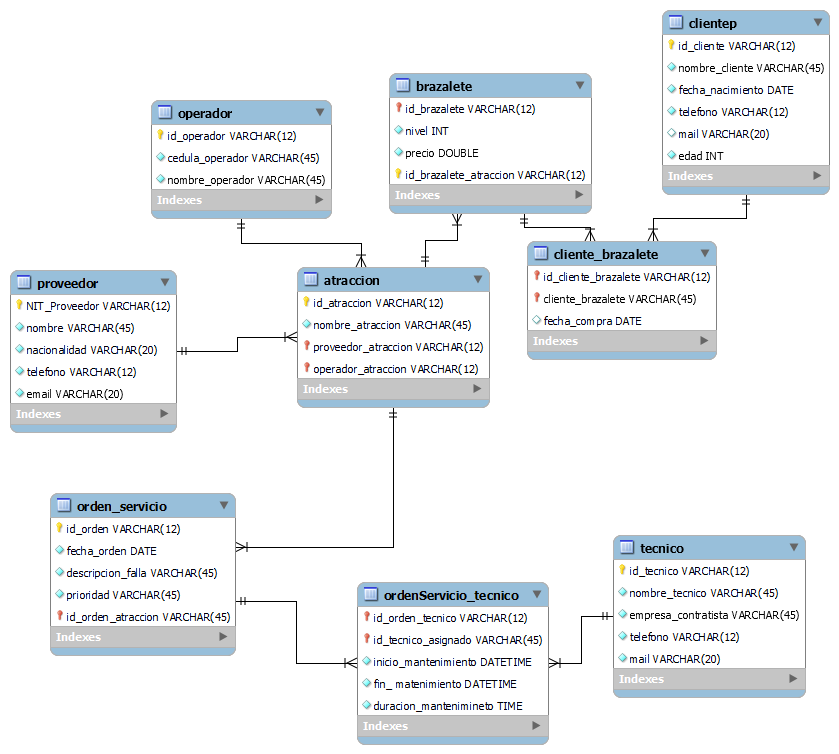 clientep
id_cliente VARCHAR(12)
nombre_cliente VARCHAR(45)
fecha_nacimiento DATE
telefono VARCHAR(12)
mail VARCHAR(20)
edad INT
Indexes
brazalete
id_brazalete VARCHAR(12)
nivel INT
precio DOUBLE
id_brazalete_atraccion VARCHAR(12)
Indexes
operador
id_operador VARCHAR(12)
cedula_operador VARCHAR(45)
nombre_operador VARCHAR(45)
Indexes
cliente_brazalete
id_cliente_brazalete VARCHAR(12)
cliente_brazalete VARCHAR(45)
fecha_compra DATE
Indexes
proveedor
NIT_Proveedor VARCHAR(12)
nombre VARCHAR(45)
nacionalidad VARCHAR(20)
telefono VARCHAR(12)
email VARCHAR(20)
Indexes
atraccion
id_atraccion VARCHAR(12)
nombre_atraccion VARCHAR(45)
proveedor_atraccion VARCHAR(12)
operador_atraccion VARCHAR(12)
Indexes
orden_servicio
id_orden VARCHAR(12)
fecha_orden DATE
descripcion_falla VARCHAR(45)
prioridad VARCHAR(45)
id_orden_atraccion VARCHAR(45)
Indexes
ordenServicio_tecnico
id_orden_tecnico VARCHAR(12)
id_tecnico_asignado VARCHAR(45)
inicio_mantenimiento DATETIME
fin_ matenimiento DATETIME
duracion_mantenimineto TIME
Indexes
tecnico
id_tecnico VARCHAR(12)
nombre_tecnico VARCHAR(45)
empresa_contratista VARCHAR(45)
telefono VARCHAR(12)
mail VARCHAR(20)
Indexes